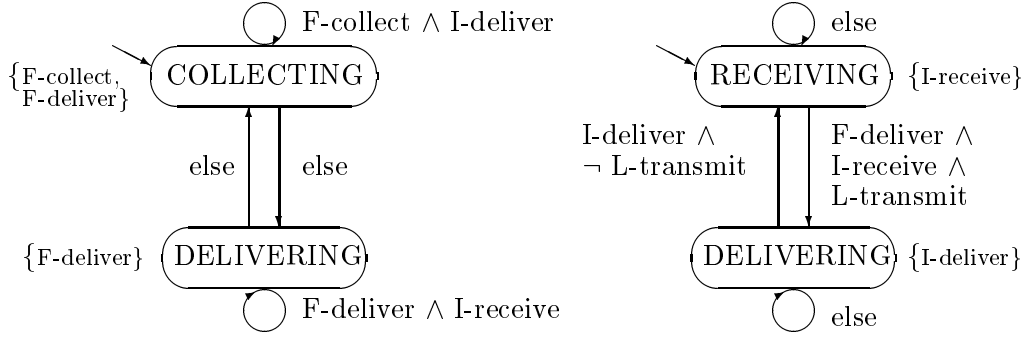 F-collect ∧ I-deliver
COLLECTING
{F-collect,
F-deliver}
else
else
DELIVERING
{F-deliver}
F-deliver ∧ I-receive
else
RECEIVING
{I-receive}
I-deliver ∧
¬ L-transmit
F-deliver ∧
I-receive ∧
L-transmit
DELIVERING
{I-deliver}
else